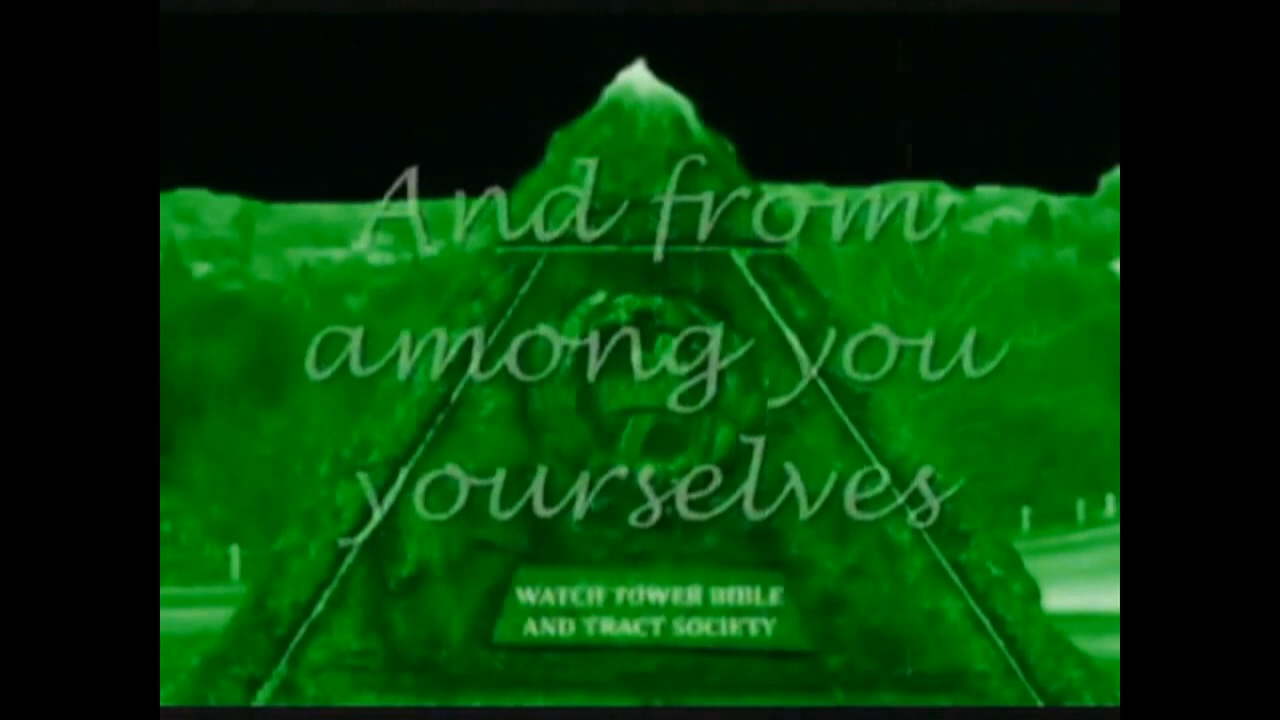 And from
among you
yourselves
WATCH TOWER BIBLE
AND TRACT SOCIETY